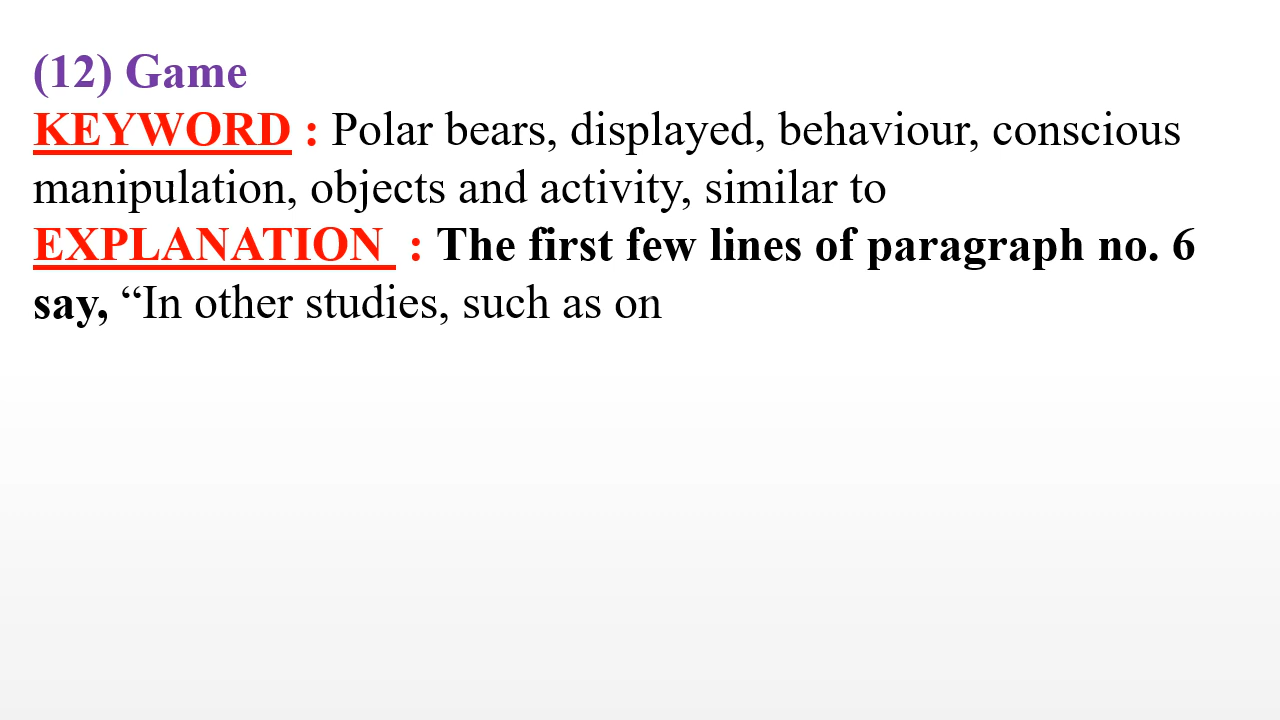 (12) Game
KEYWORD : Polar bears, displayed, behaviour, conscious
manipulation, objects and activity, similar to
EXPLANATION : The first few lines of paragraph no. 6
say, “In other studies, such as on